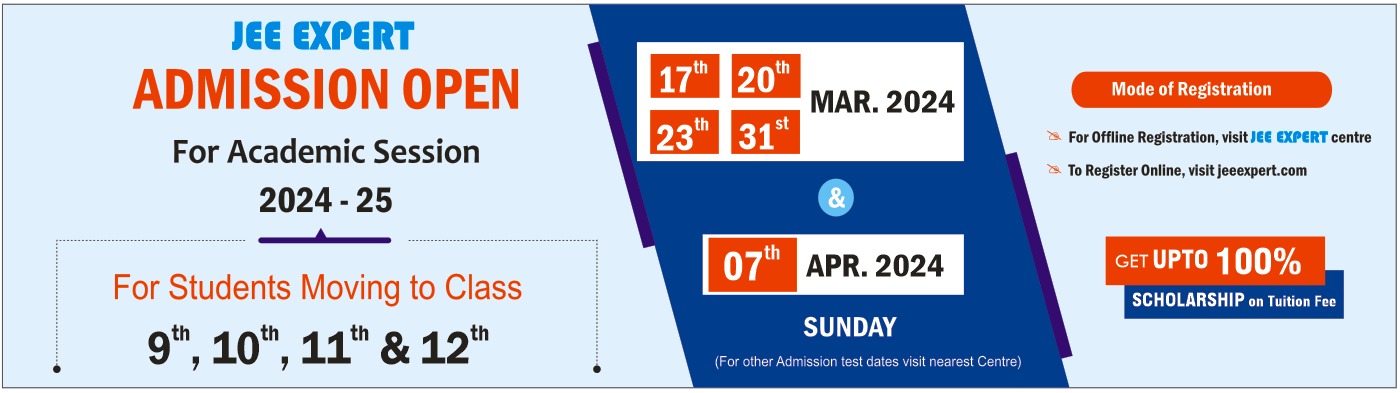 JEE EXPERT
ADMISSION OPEN
For Academic Session
2024 - 25
For Students Moving to Class
9th, 10th, 11th & 12th
17th 20th
23th 31st
MAR. 2024
&
07th APR. 2024
SUNDAY
(For other Admission test dates visit nearest Centre)
Mode of Registration
For Offline Registration, visit JEE EXPERT centre
To Register Online, visit jeeexpert.com
GET UPTO 100%
SCHOLARSHIP on Tuition Fee